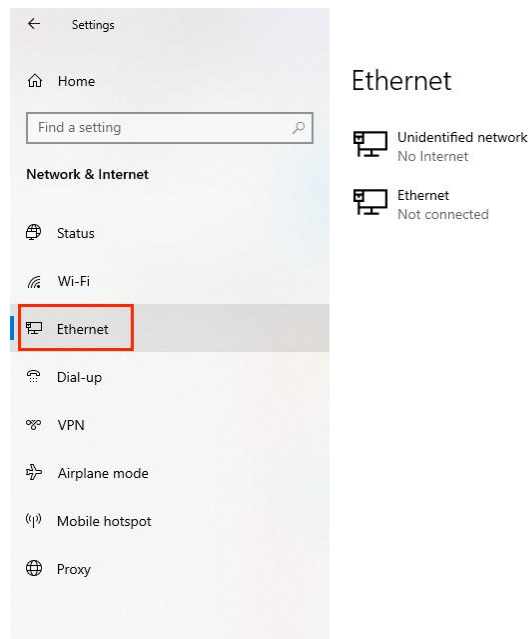 Settings
Home
Find a setting
Network & Internet
Status
Wi-Fi
Ethernet
Dial-up
VPN
Airplane mode
Mobile hotspot
Proxy
Ethernet
Unidentified network
No Internet
Ethernet
Not connected